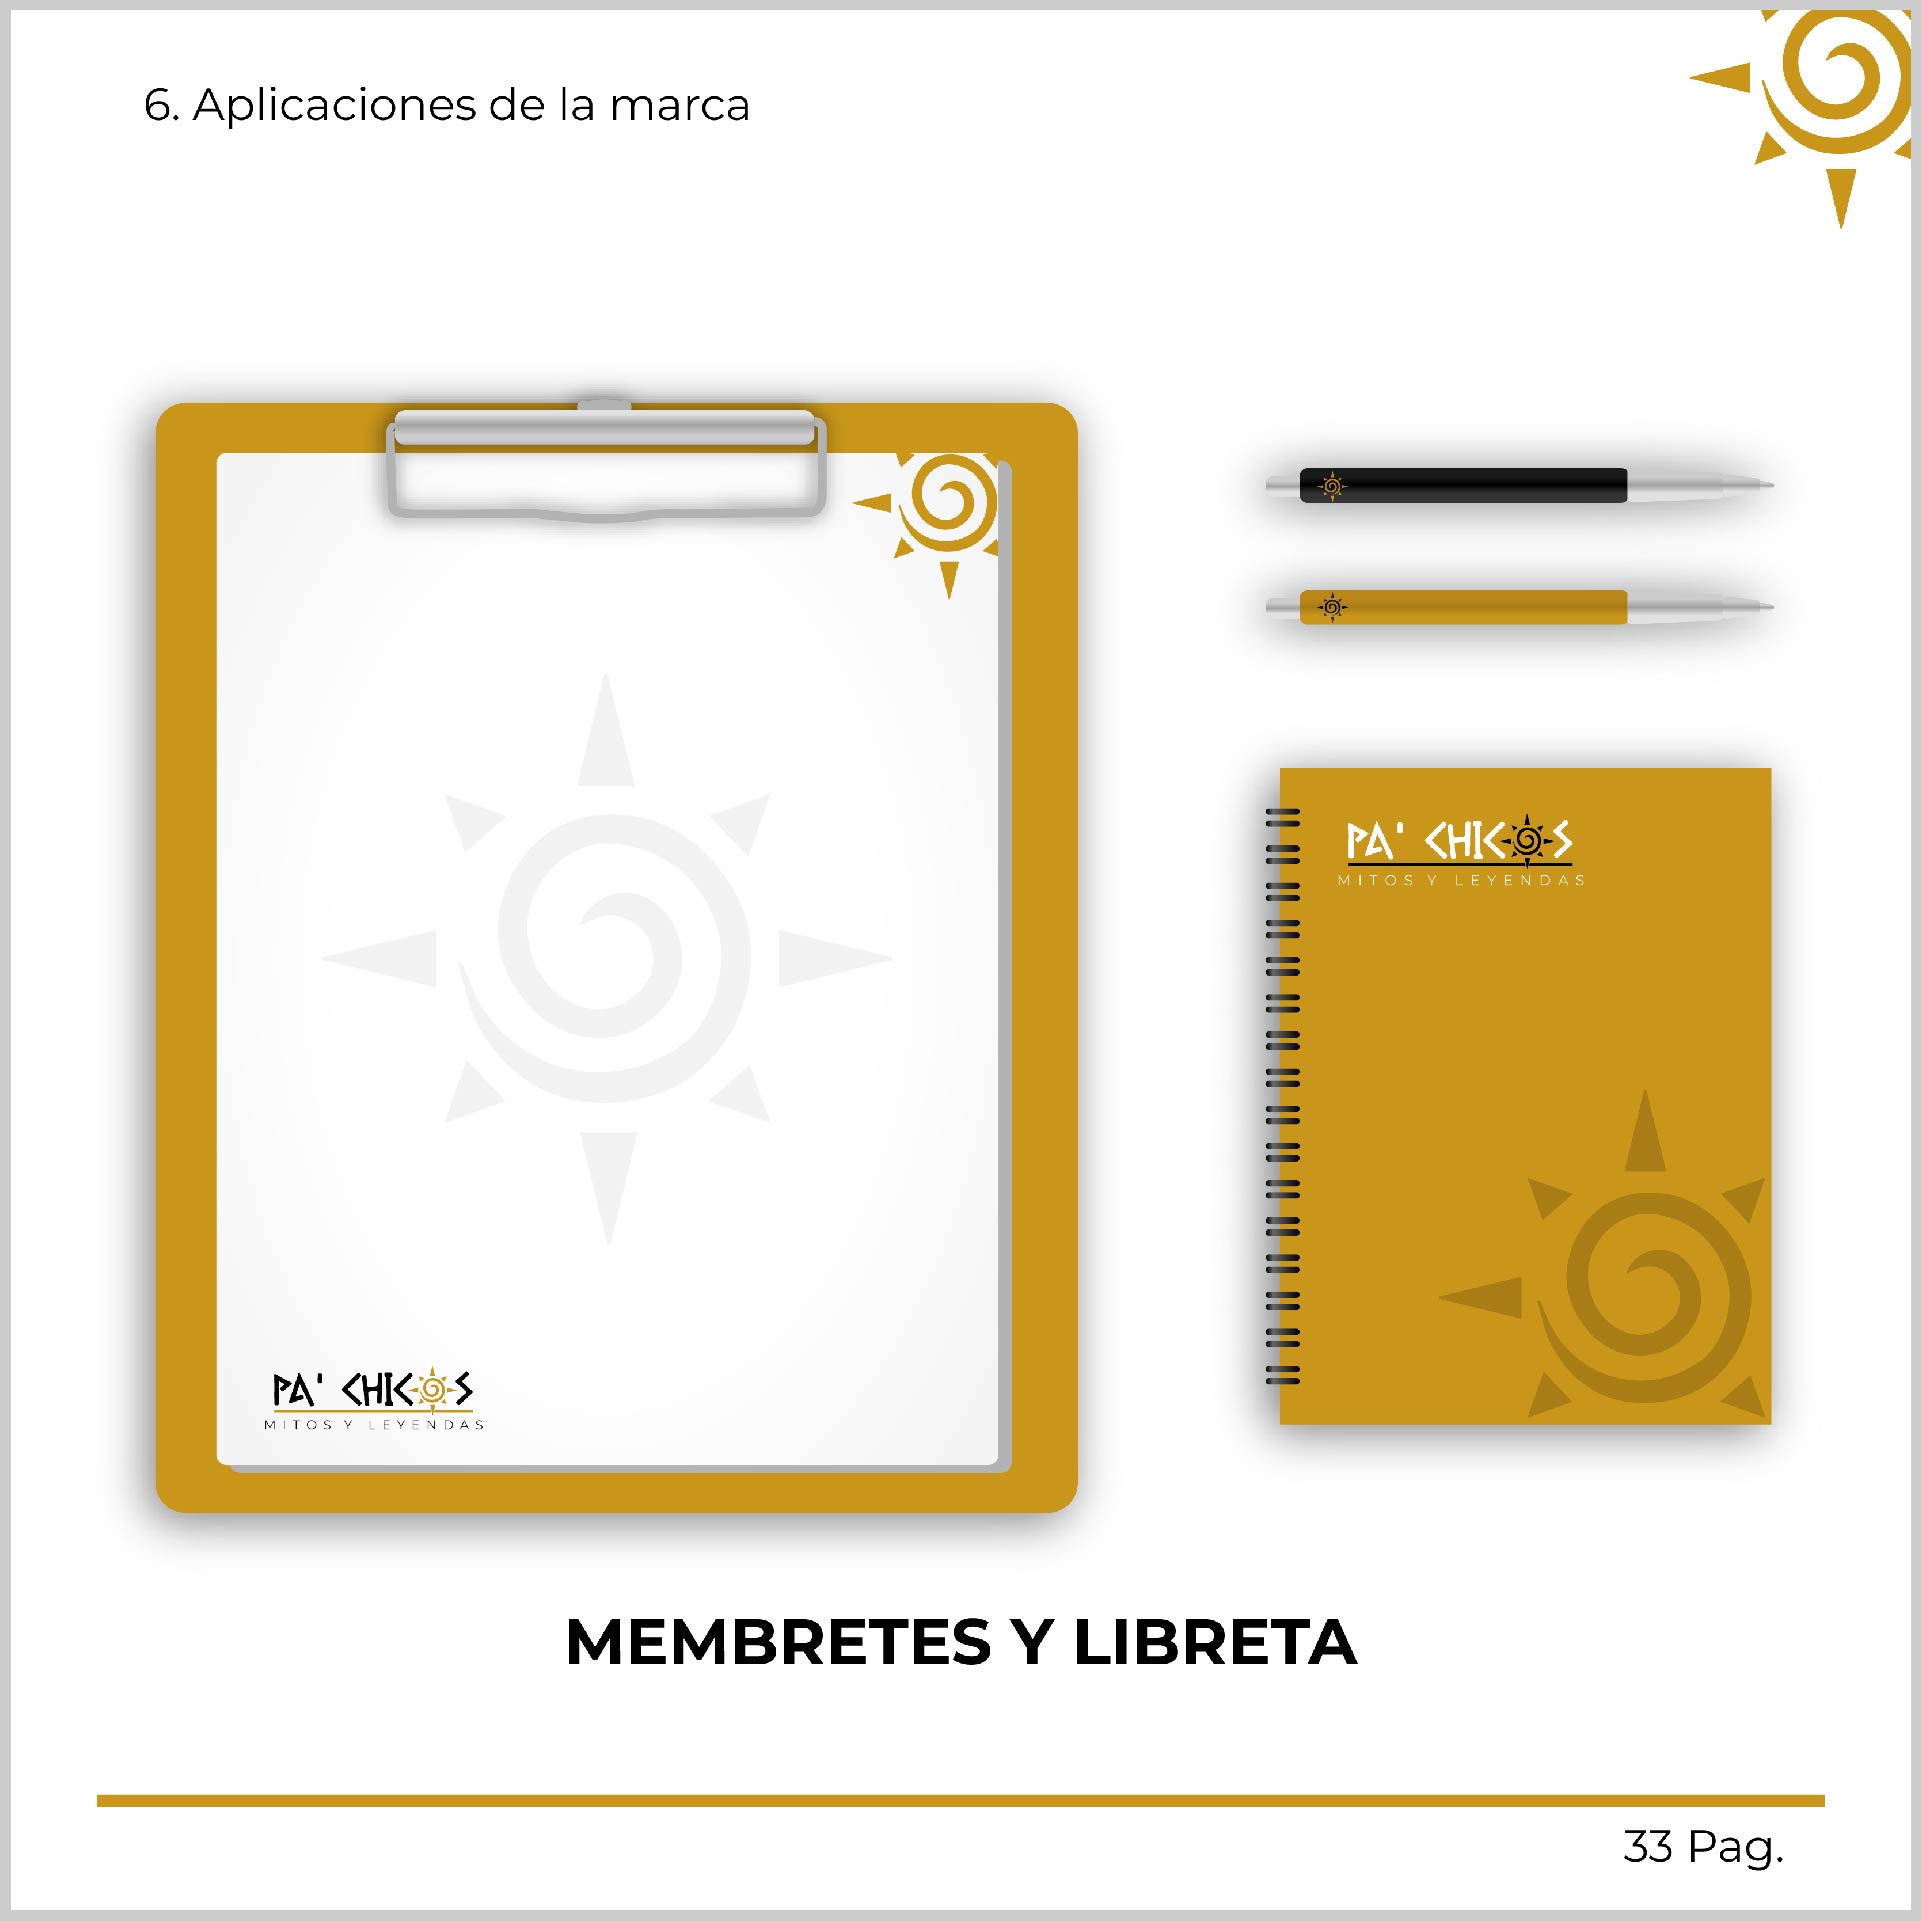 6. Aplicaciones de la marca
PA' CHICOS
MITOS Y LEYENDAS
PA' CHICOS
MITOS Y LEYENDAS
MEMBRETES Y LIBRETA
33 Pag.